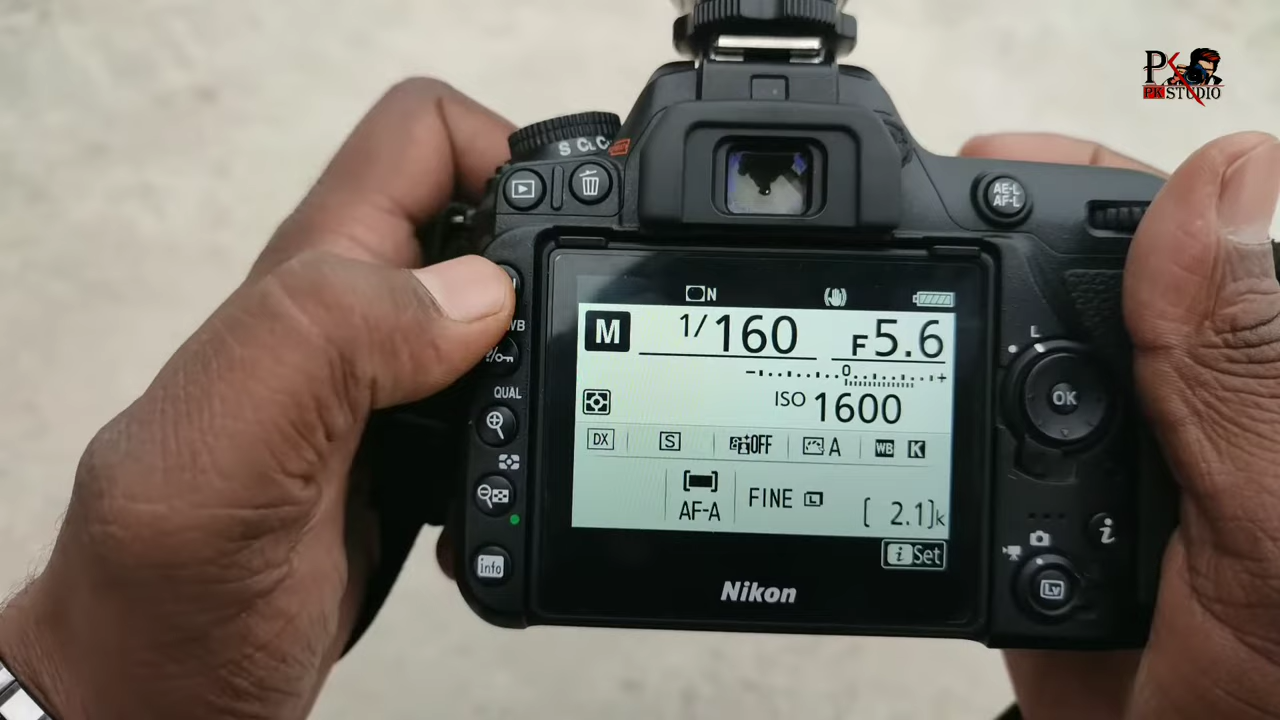 PK
PK STUDIO
S CL C
AE-L
AF-L
N
M 1/160 F5.6
- 0 +
ISO 1600
WB
?
QUAL
L
OK
DX S OFF A WB K
AF-A FINE L [ 2.1]k
i Set
i
info
Lv
Nikon